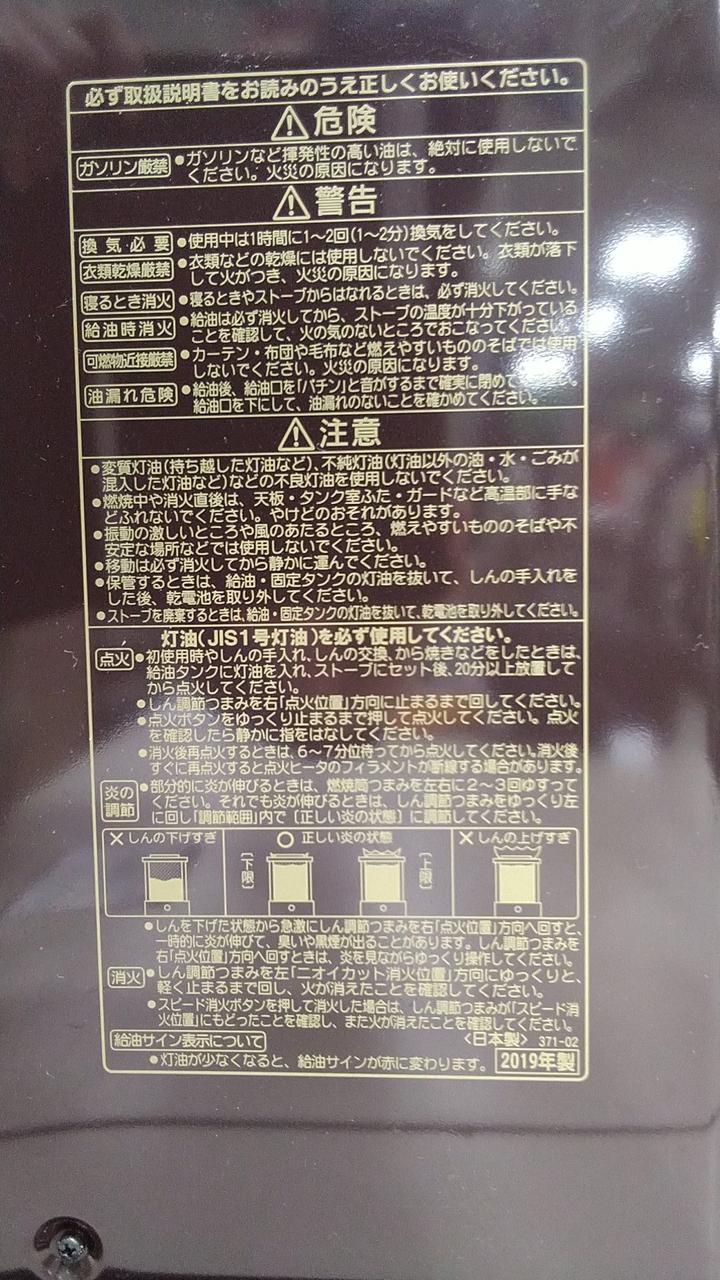 必ず取扱説明書をお読みのうえ正しくお使いください。
⚠危険
ガソリン厳禁 ●ガソリンなど揮発性の高い油は、絶対に使用しないで
ください。火災の原因になります。
⚠警告
換気必要 ●使用中は1時間に1〜2回(1〜2分)換気をしてください。
衣類乾燥厳禁 ●衣類などの乾燥には使用しないでください。衣類が落下
して火がつき、火災の原因になります。
寝るとき消火 ●寝るときやストーブからはなれるときは、必ず消火してください。
給油時消火 ●給油は必ず消火してから、ストーブの温度が十分下がっている
ことを確認して、火の気のないところでおこなってください。
可燃物近接厳禁 ●カーテン・布団や毛布など燃えやすいもののそばでは使用
しないでください。火災の原因になります。
油漏れ危険 ●給油後、給油口を「パチン」と音がするまで確実に閉めて
給油口を下にして、油漏れのないことを確かめてください。
⚠注意
●変質灯油(持ち越した灯油など)、不純灯油(灯油以外の油・水・ごみが
混入した灯油など)などの不良灯油を使用しないでください。
●燃焼中や消火直後は、天板・タンク室ふた・ガードなど高温部に手な
どふれないでください。やけどのおそれがあります。
●振動の激しいところや風のあたるところ、燃えやすいもののそばや不
安定な場所などでは使用しないでください。
●移動は必ず消火してから静かに運んでください。
●保管するときは、給油・固定タンクの灯油を抜いて、しんの手入れを
した後、乾電池を取り外してください。
●ストーブを廃棄するときは、給油・固定タンクの灯油を抜いて、乾電池を取り外してください。
灯油(JIS1号灯油)を必ず使用してください。
点火 ●初使用時やしんの手入れ、しんの交換、から焼きなどをしたときは、
給油タンクに灯油を入れ、ストーブにセット後、20分以上放置して
から点火してください。
●しん調節つまみを右「点火位置」方向に止まるまで回してください。
●点火ボタンをゆっくり止まるまで押して点火してください。点火
を確認したら静かに指をはなしてください。
●消火後再点火するときは、6〜7分位待ってから点火してください。消火後
すぐに再点火すると点火ヒータのフィラメントが断線する場合があります。
炎の調節 ●部分的に炎が伸びるときは、燃焼筒つまみを左右に2〜3回ゆすって
ください。それでも炎が伸びるときは、しん調節つまみをゆっくり左
に回し「調節範囲」内で〔正しい炎の状態〕に調節してください。
×しんの下げすぎ ○正しい炎の状態 ×しんの上げすぎ
〔下限〕 〔上限〕
●しんを下げた状態から急激にしん調節つまみを右「点火位置」方向へ回すと、
一時的に炎が伸びて、臭いや黒煙が出ることがあります。しん調節つまみを
右「点火位置」方向へ回すときは、炎を見ながらゆっくり操作してください。
消火 ●しん調節つまみを左「ニオイカット消火位置」方向にゆっくりと、
軽く止まるまで回し、火が消えたことを確認してください。
●スピード消火ボタンを押して消火した場合は、しん調節つまみが「スピード消
火位置」にもどったことを確認し、また火が消えたことを確認してください。
給油サイン表示について 〈日本製〉 371-02
●灯油が少なくなると、給油サインが赤に変わります。 2019年製